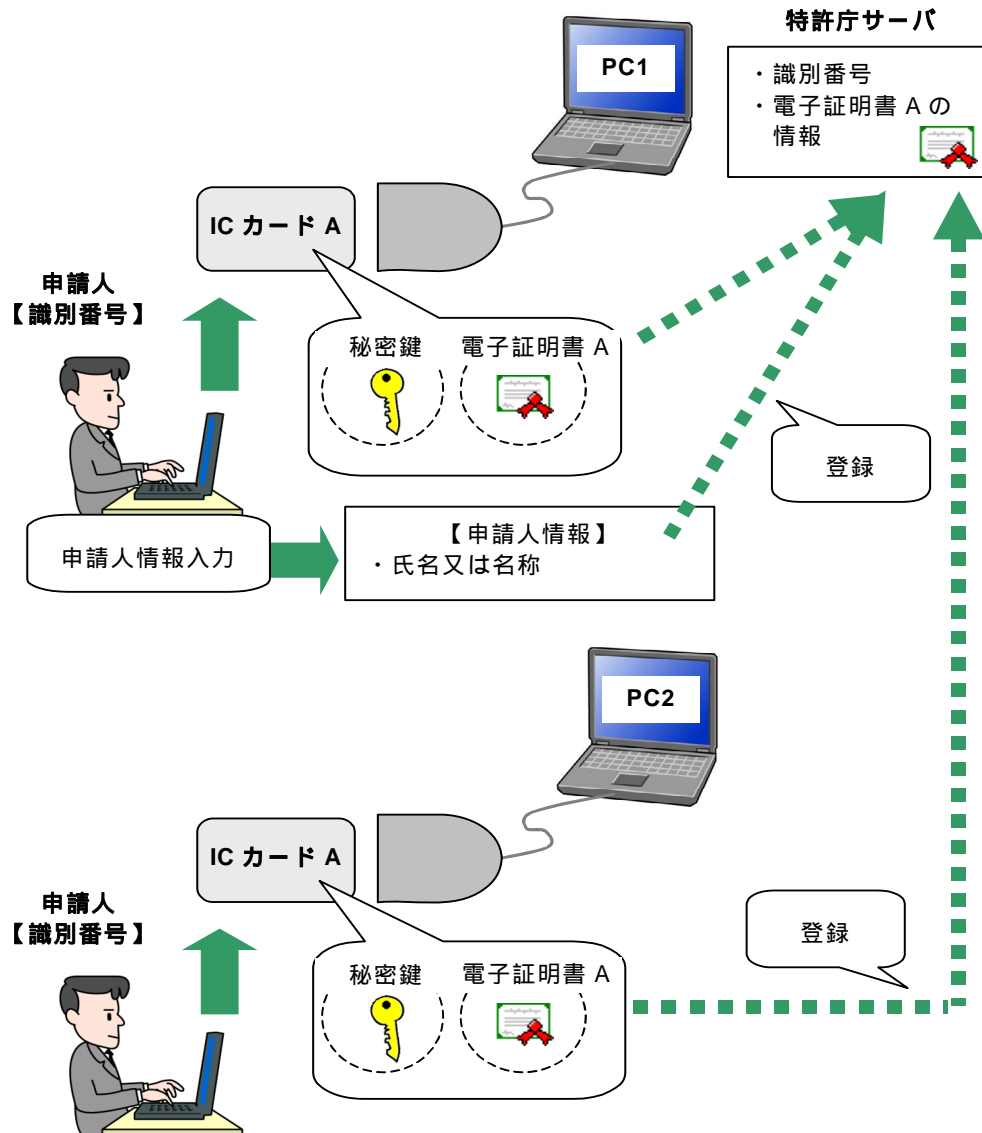 特許庁サーバ
PC1
・識別番号
・電子証明書 A の
情報
IC カード A
申請人
【識別番号】
秘密鍵
電子証明書 A
登録
申請人情報入力
【申請人情報】
・氏名又は名称
PC2
IC カード A
申請人
【識別番号】
秘密鍵
電子証明書 A
登録